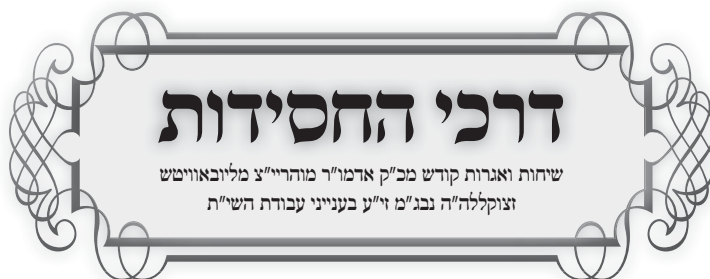 דרכי החסידות
שיחות ואגרות קודש מכ"ק אדמו"ר מוהריי"צ מליובאוויטש
זצוקללה"ה נבג"מ זי"ע בענייני עבודת השי"ת